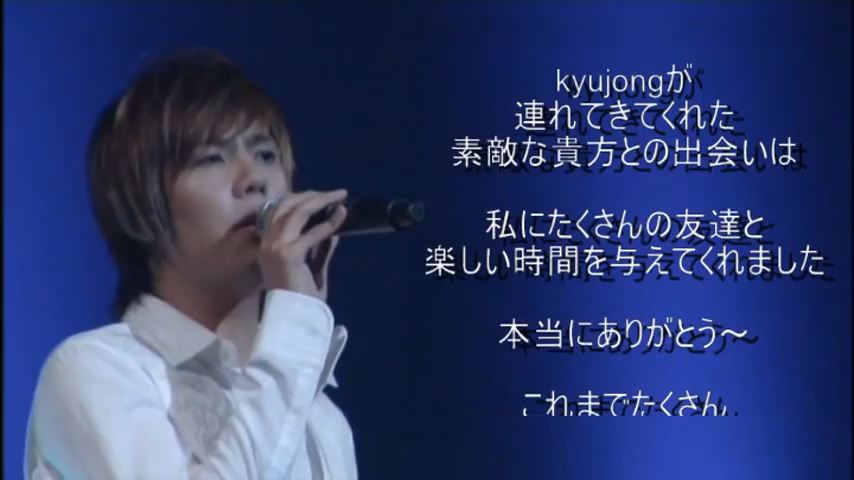 kyujongが
連れてきてくれた
素敵な貴方との出会いは
私にたくさんの友達と
楽しい時間を与えてくれました
本当にありがとう～
これまでたくさん